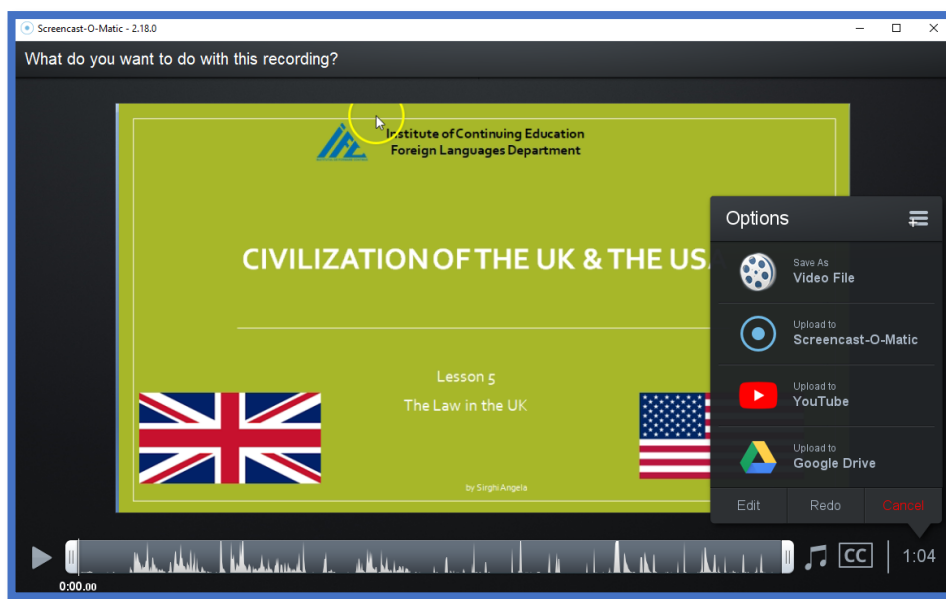 Screencast-O-Matic - 2.18.0
What do you want to do with this recording?
Institute of Continuing Education
Foreign Languages Department
CIVILIZATION OF THE UK & THE US
Lesson 5
The Law in the UK
by Sirghi Angela
Options
Save As
Video File
Upload to
Screencast-O-Matic
Upload to
YouTube
Upload to
Google Drive
Edit Redo Cancel
CC 1:04
0:00.00